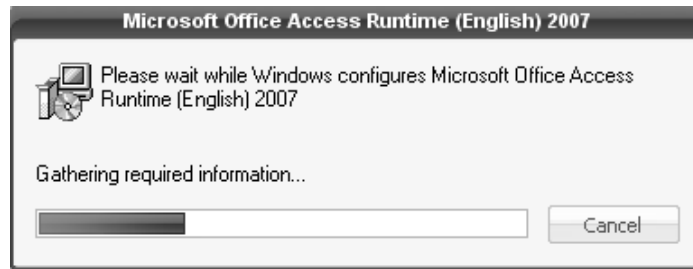 Microsoft Office Access Runtime (English) 2007
Please wait while Windows configures Microsoft Office Access
Runtime (English) 2007
Gathering required information...
Cancel